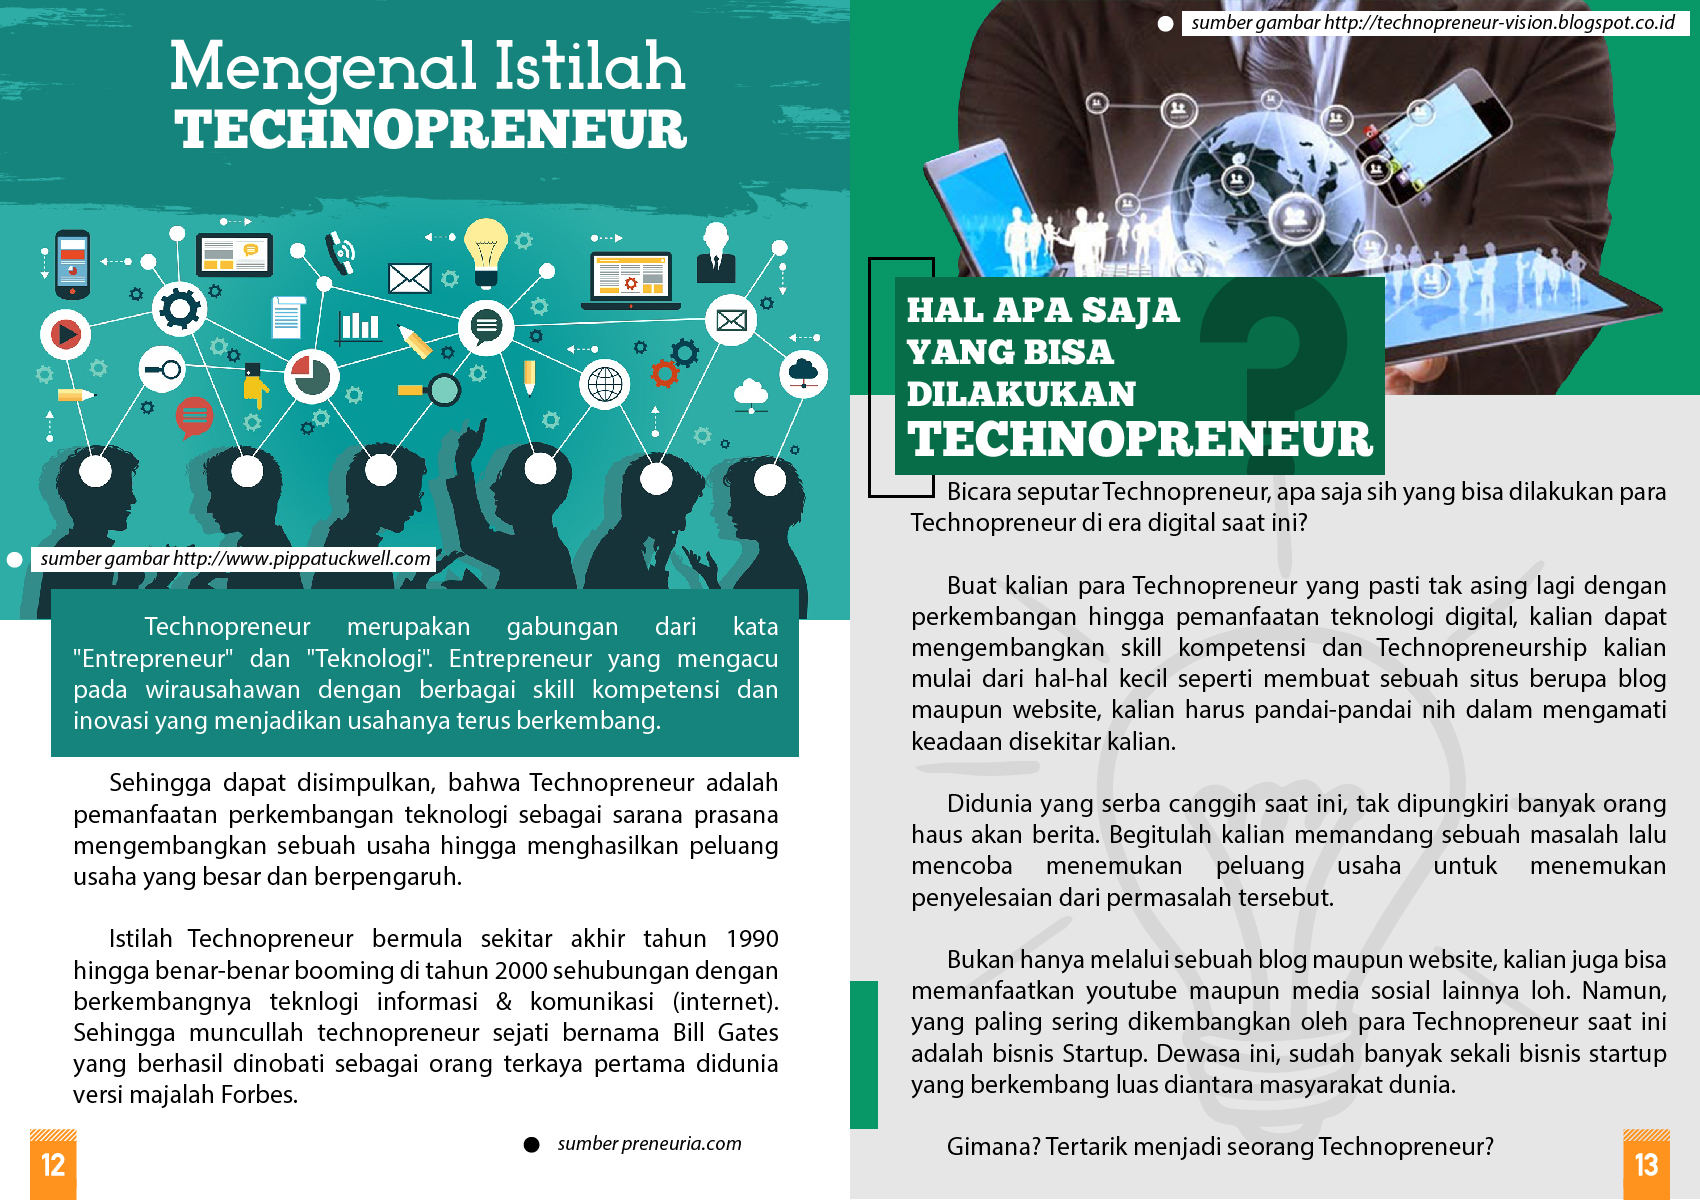 Mengenal Istilah
TECHNOPRENEUR
sumber gambar http://www.pippatuckwell.com
Technopreneur merupakan gabungan dari kata
"Entrepreneur" dan "Teknologi". Entrepreneur yang mengacu
pada wirausahawan dengan berbagai skill kompetensi dan
inovasi yang menjadikan usahanya terus berkembang.
Sehingga dapat disimpulkan, bahwa Technopreneur adalah
pemanfaatan perkembangan teknologi sebagai sarana prasana
mengembangkan sebuah usaha hingga menghasilkan peluang
usaha yang besar dan berpengaruh.
Istilah Technopreneur bermula sekitar akhir tahun 1990
hingga benar-benar booming di tahun 2000 sehubungan dengan
berkembangnya teknlogi informasi & komunikasi (internet).
Sehingga muncullah technopreneur sejati bernama Bill Gates
yang berhasil dinobati sebagai orang terkaya pertama didunia
versi majalah Forbes.
sumber preneuria.com
12
sumber gambar http://technopreneur-vision.blogspot.co.id
HAL APA SAJA
YANG BISA
DILAKUKAN
TECHNOPRENEUR
?
Bicara seputar Technopreneur, apa saja sih yang bisa dilakukan para
Technopreneur di era digital saat ini?
Buat kalian para Technopreneur yang pasti tak asing lagi dengan
perkembangan hingga pemanfaatan teknologi digital, kalian dapat
mengembangkan skill kompetensi dan Technopreneurship kalian
mulai dari hal-hal kecil seperti membuat sebuah situs berupa blog
maupun website, kalian harus pandai-pandai nih dalam mengamati
keadaan disekitar kalian.
Didunia yang serba canggih saat ini, tak dipungkiri banyak orang
haus akan berita. Begitulah kalian memandang sebuah masalah lalu
mencoba menemukan peluang usaha untuk menemukan
penyelesaian dari permasalah tersebut.
Bukan hanya melalui sebuah blog maupun website, kalian juga bisa
memanfaatkan youtube maupun media sosial lainnya loh. Namun,
yang paling sering dikembangkan oleh para Technopreneur saat ini
adalah bisnis Startup. Dewasa ini, sudah banyak sekali bisnis startup
yang berkembang luas diantara masyarakat dunia.
Gimana? Tertarik menjadi seorang Technopreneur?
13